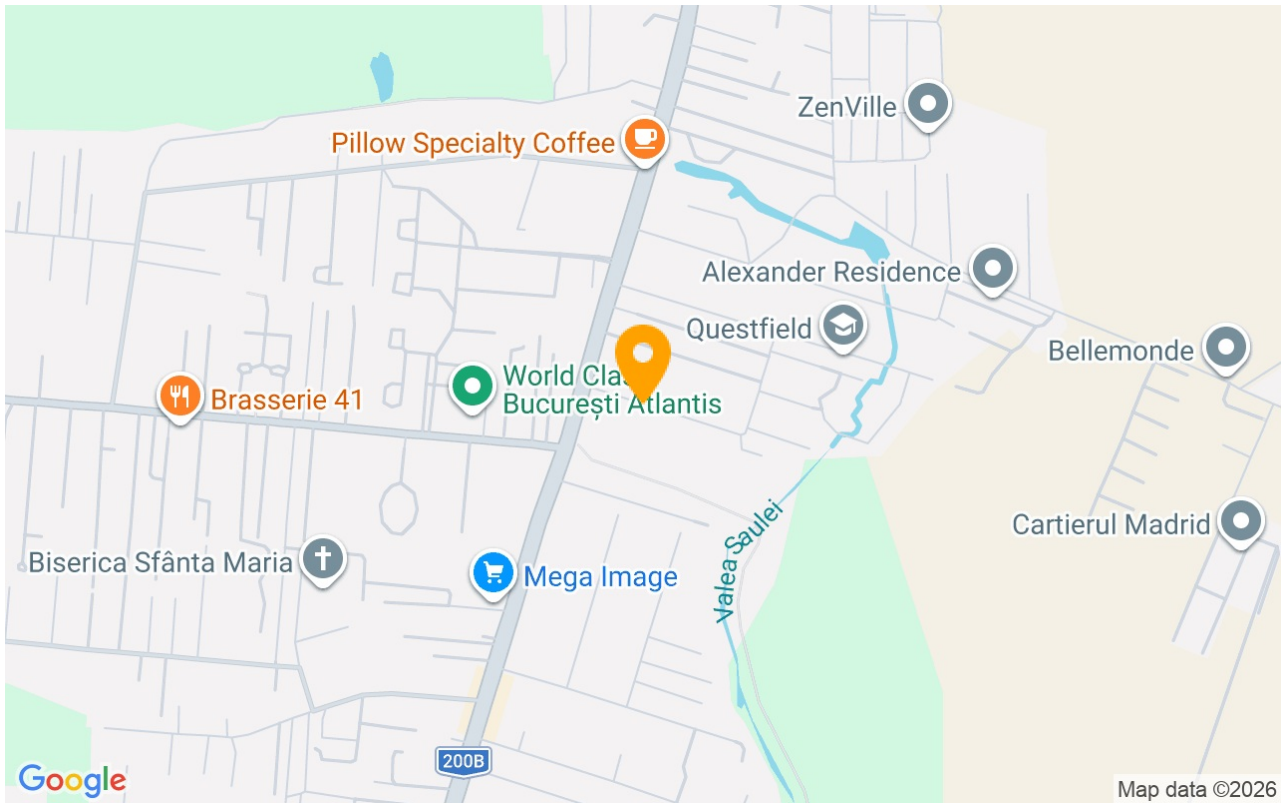 ZenVille
Pillow Specialty Coffee
Alexander Residence
Questfield
Bellemonde
World Clas
București Atlantis
Brasserie 41
Valea Saulei
Cartierul Madrid
Biserica Sfânta Maria
Mega Image
200B
Google
Map data ©2026